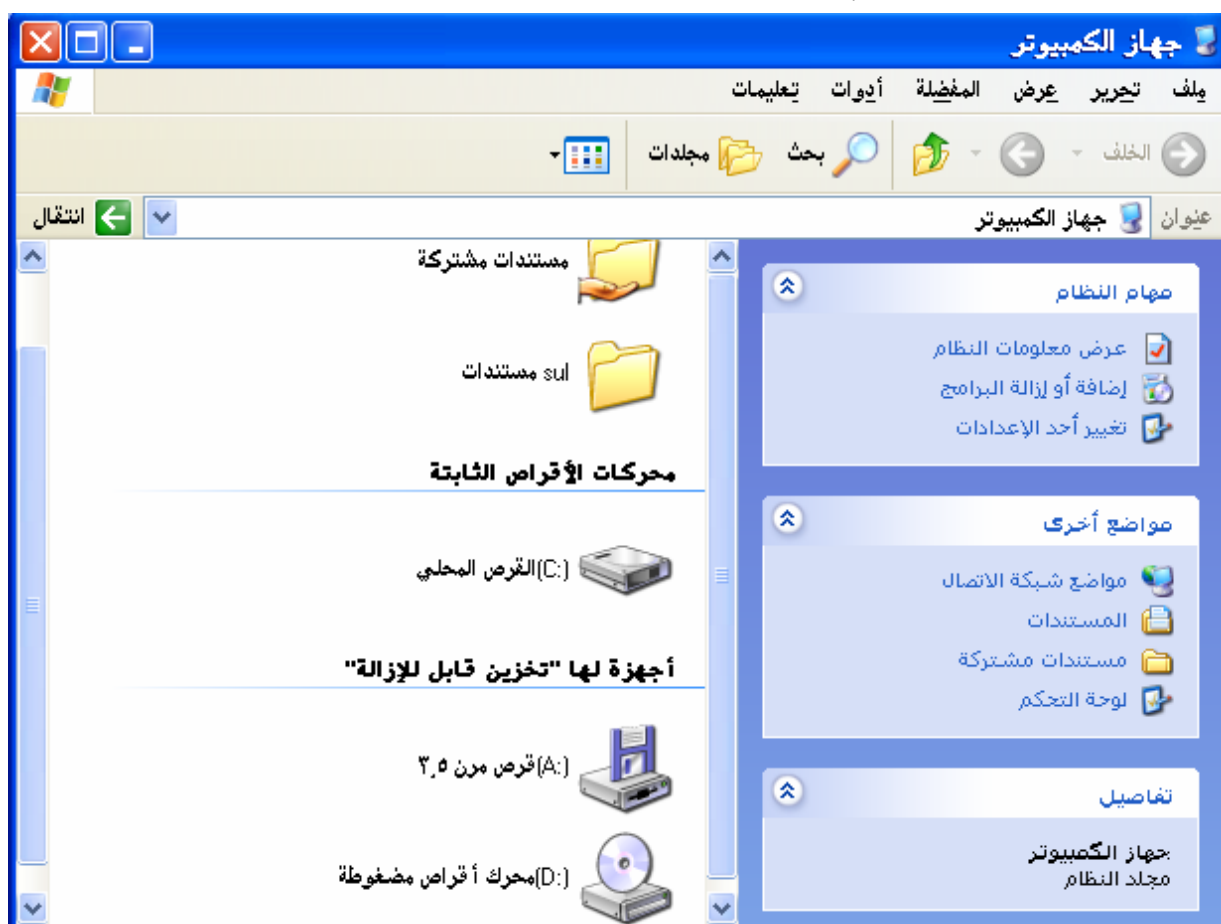 جهاز الكمبيوتر
ملف تحرير عرض المفضلة أدوات تعليمات
الخلف بحث مجلدات
عنوان جهاز الكمبيوتر انتقال
مهام النظام
عرض معلومات النظام
إضافة أو إزالة البرامج
تغيير أحد الإعدادات
مواضع أخرى
مواضع شبكة الاتصال
المستندات
مستندات مشتركة
لوحة التحكم
تفاصيل
جهاز الكمبيوتر
مجلد النظام
مستندات مشتركة
sul مستندات
محركات الأقراص الثابتة
(C:)القرص المحلي
أجهزة لها "تخزين قابل للإزالة"
(A:)قرص مرن ٣,٥
(D:)محرك أقراص مضغوطة